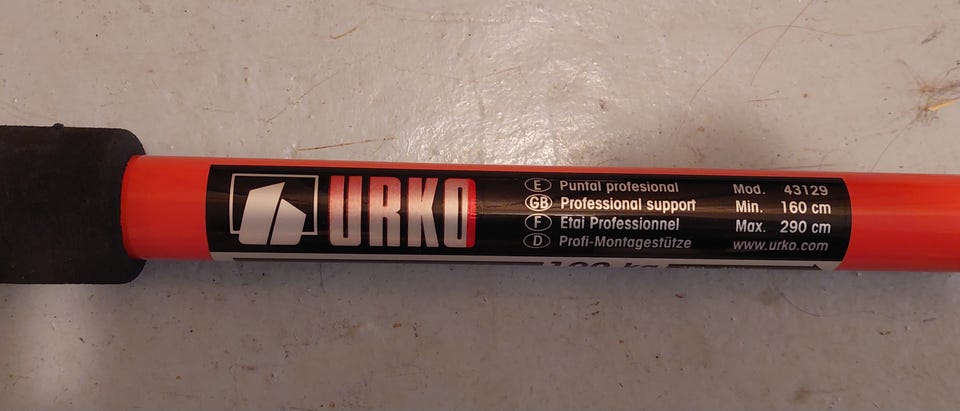 URKO
E Puntal profesional
GB Professional support
F Etai Professionnel
D Profi-Montagestütze
Mod. 43129
Min. 160 cm
Max. 290 cm
www.urko.com